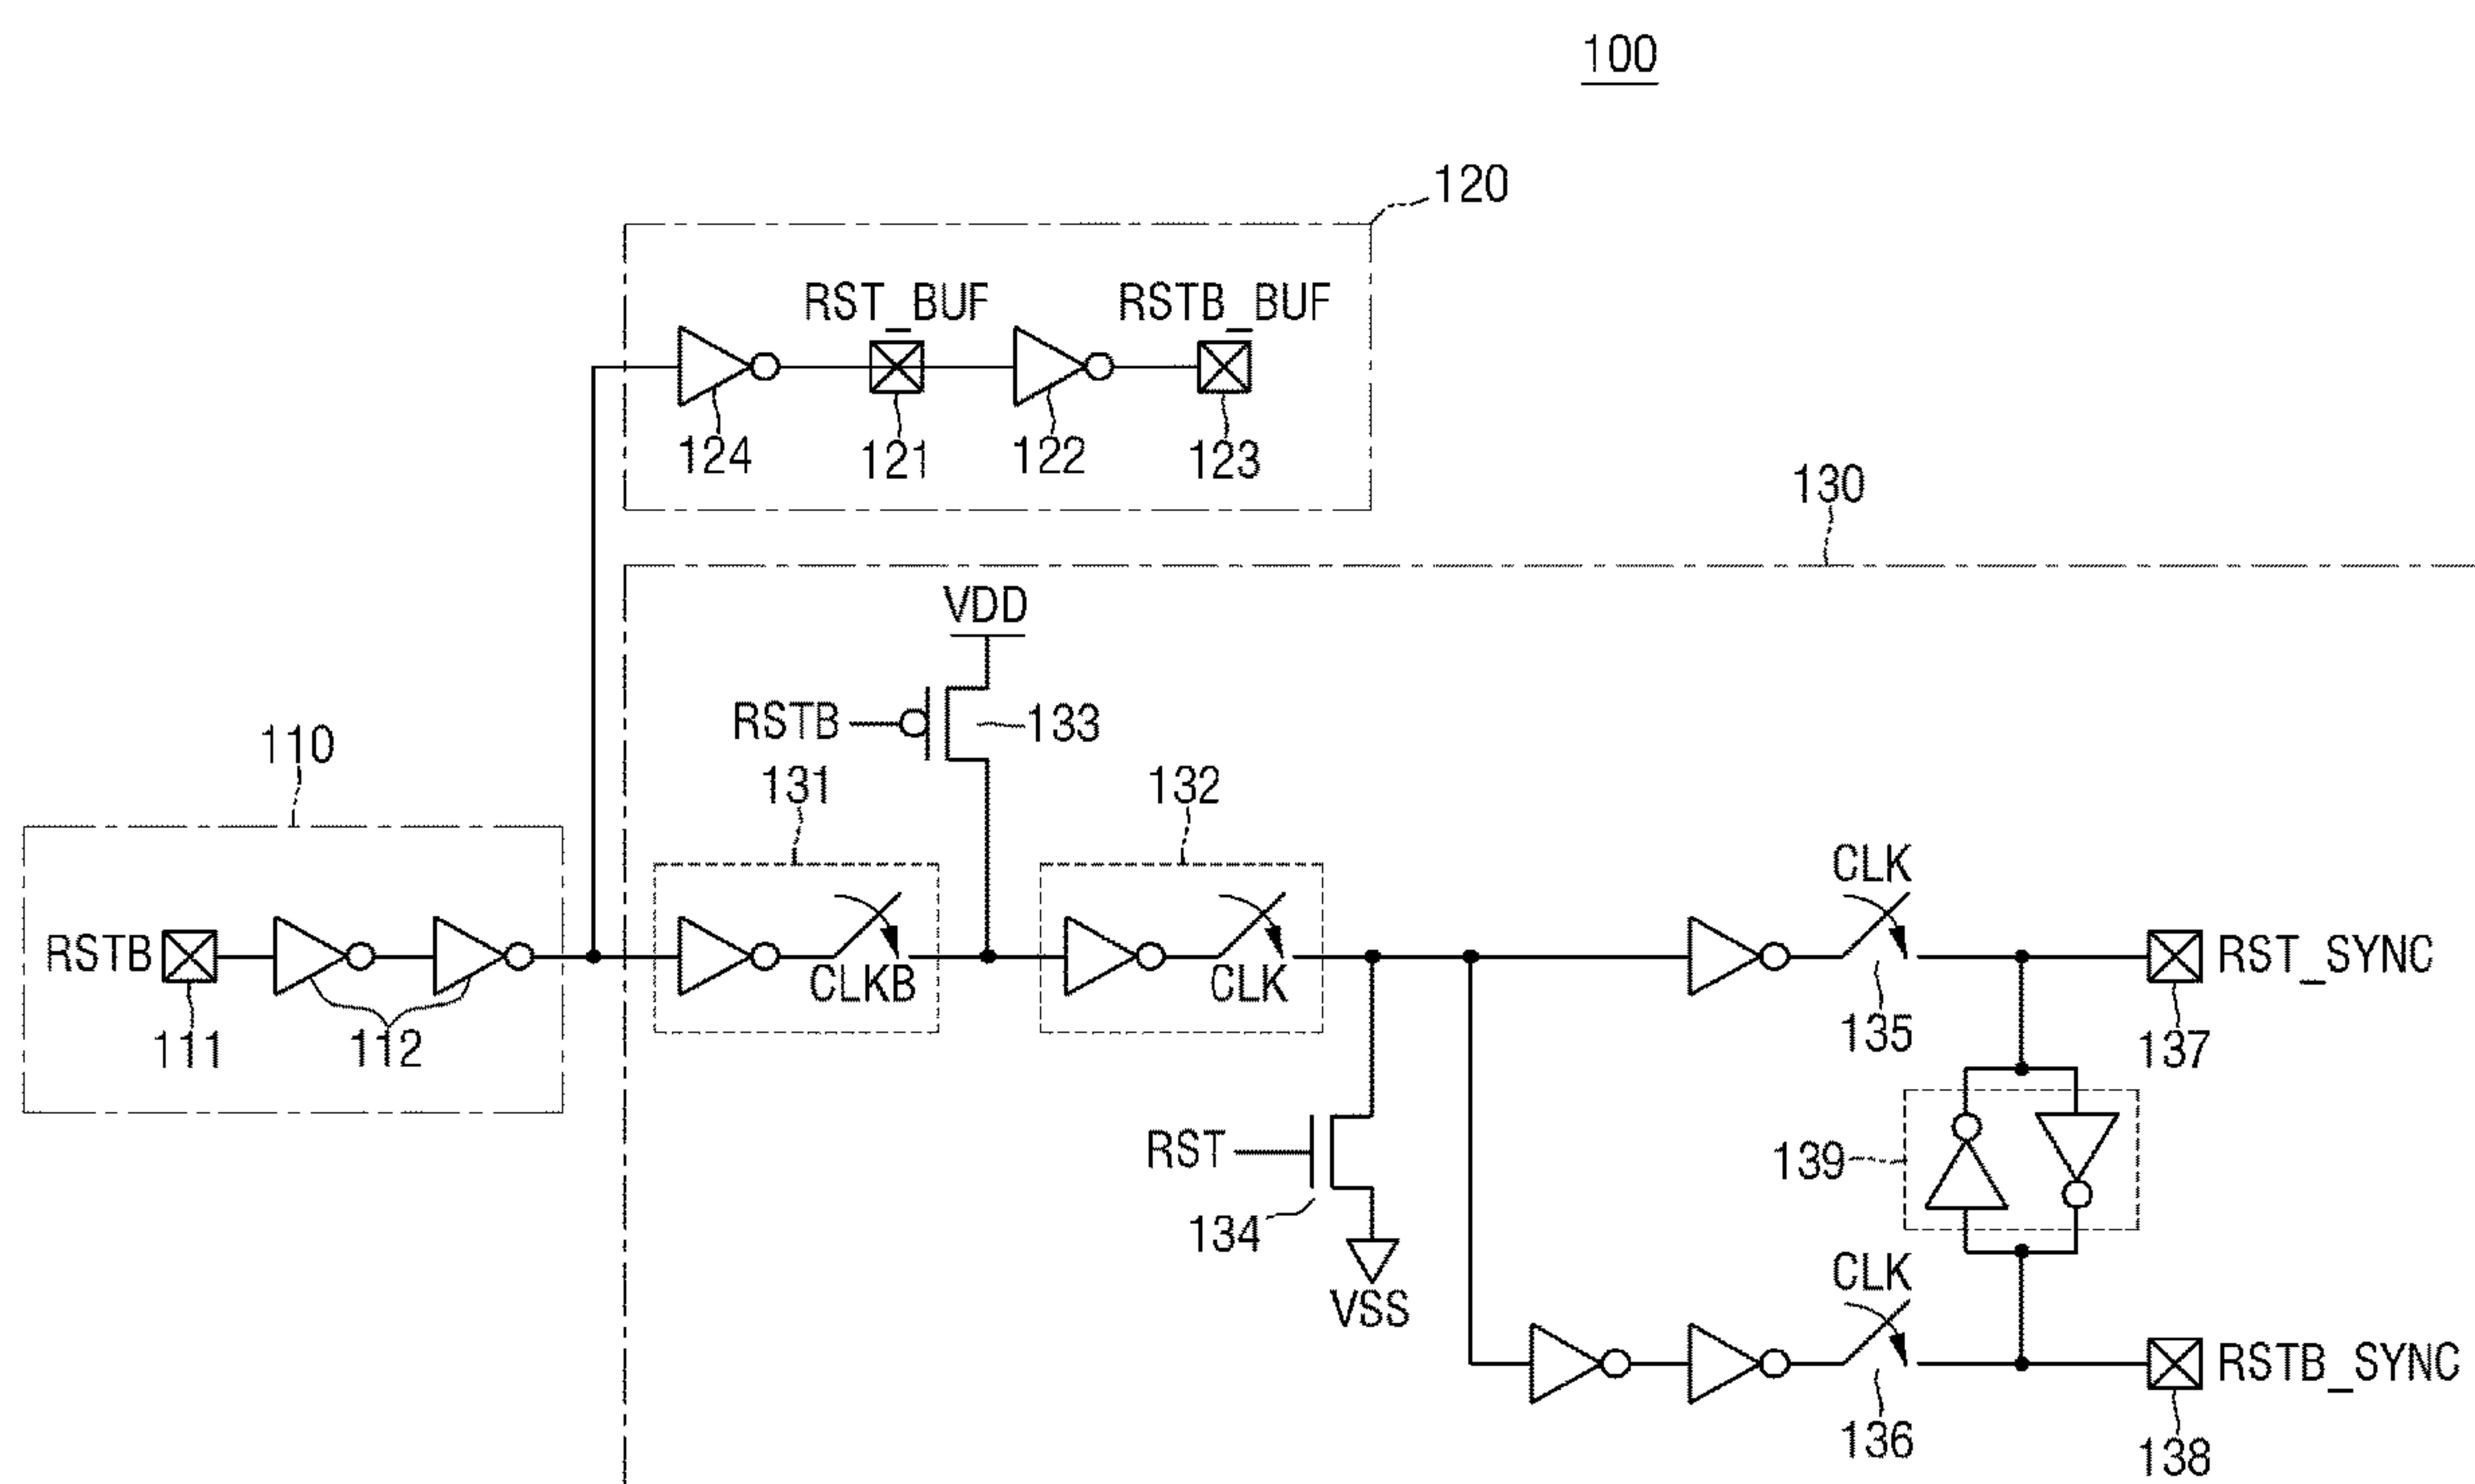 100
120
RST_BUF RSTB_BUF
124 121 122 123
130
VDD
RSTB 133
110
131 132
CLK
RSTB CLKB CLK RST_SYNC
111 112 135 137
RST 139
134
CLK
VSS
RSTB_SYNC
136 138